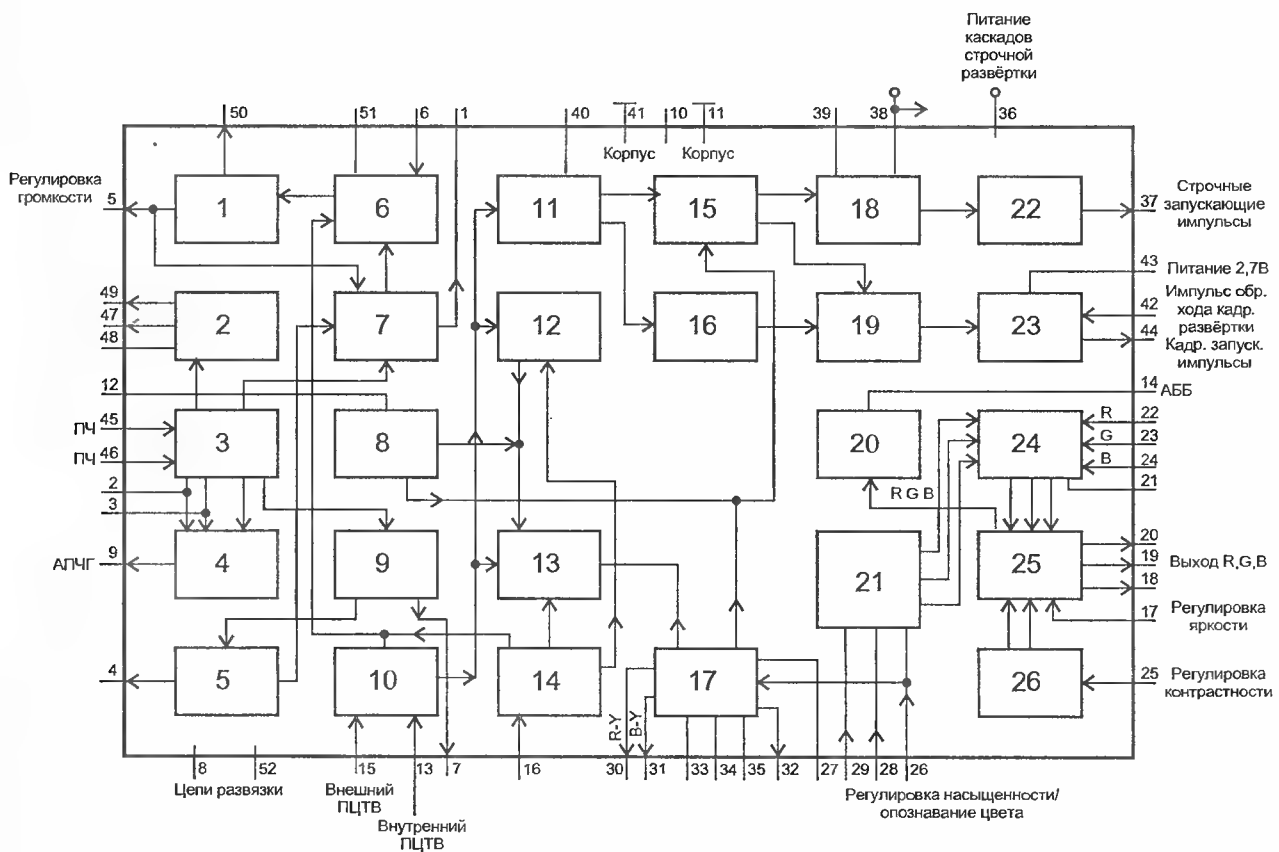 Питание
каскадов
строчной
развёртки
50 51 6 1 40 41 10 11 39 38 36
Корпус Корпус
Регулировка
громкости
5
1 6 11 15 18 22
37
Строчные
запускающие
импульсы
43
Питание 2,7В
49
47
48
2 7 12 16 19 23
42
44
Импульс обр.
хода кадр.
развёртки
Кадр. запуск.
импульсы
12
14 АББ
ПЧ 45
ПЧ 46
3 8 20 24
R 22
G 23
B 24
21
2
3
R G B
9
АПЧГ
4 9 13 21 25
20
19
18
Выход R,G,B
17
Регулировка
яркости
4
5 10 14 17 26
25
Регулировка
контрастности
R-Y
B-Y
8 52 15 13 7 16 30 31 33 34 35 32 27 29 28 26
Цепи развязки
Внешний
ПЦТВ
Внутренний
ПЦТВ
Регулировка насыщенности/
опознавание цвета